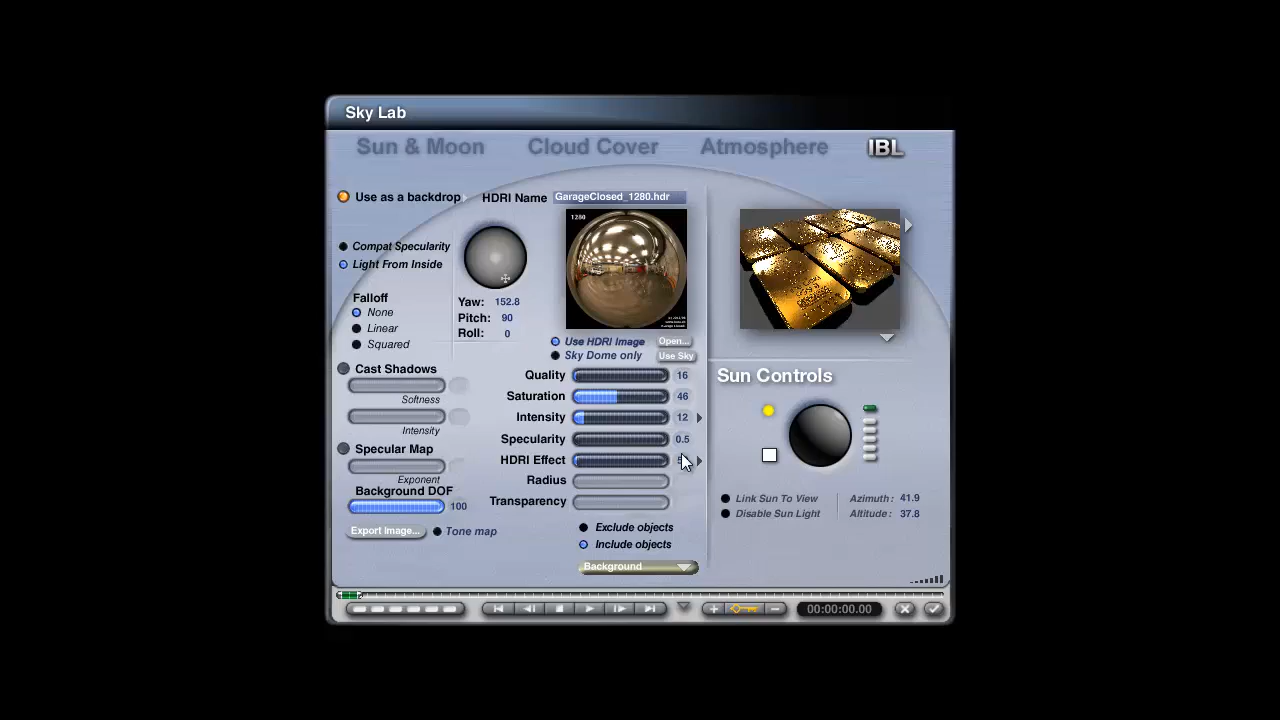 Sky Lab
Sun & Moon Cloud Cover Atmosphere IBL
Use as a backdrop
HDRI Name GarageClosed_1280.hdr
1280
Compat Specularity
Light From Inside
Falloff
None
Linear
Squared
Yaw: 152.8
Pitch: 90
Roll: 0
Use HDRI Image Open...
Sky Dome only Use Sky
Cast Shadows
Softness
Intensity
Specular Map
Exponent
Background DOF
100
Export Image... Tone map
Quality 16
Saturation 46
Intensity 12
Specularity 0.5
HDRI Effect
Radius
Transparency
Exclude objects
Include objects
Background
Sun Controls
Link Sun To View
Disable Sun Light
Azimuth: 41.9
Altitude: 37.8
00:00:00.00